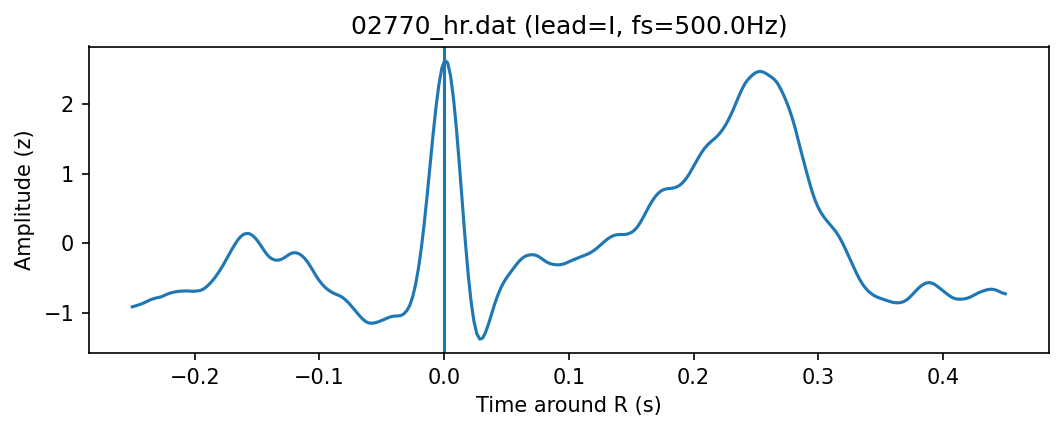 02770_hr.dat (lead=I, fs=500.0Hz)
Amplitude (z)
2
1
0
−1
−0.2 −0.1 0.0 0.1 0.2 0.3 0.4
Time around R (s)